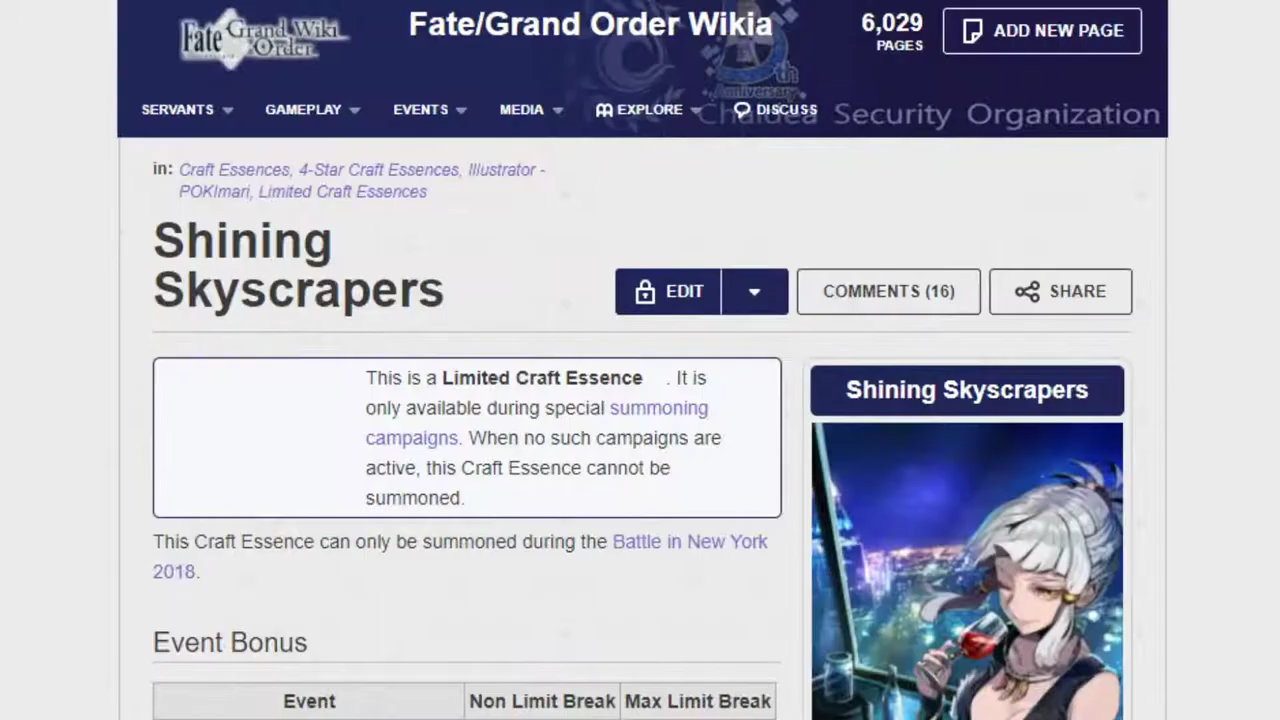 Fate Grand Wiki Order
Fate/Grand Order Wikia
6,029
PAGES
ADD NEW PAGE
th
Anniversary
SERVANTS
GAMEPLAY
EVENTS
MEDIA
EXPLORE
DISCUSS
Chaldea Security Organization
in: Craft Essences, 4-Star Craft Essences, Illustrator -
POKImari, Limited Craft Essences
Shining
Skyscrapers
EDIT
COMMENTS (16)
SHARE
This is a Limited Craft Essence . It is
only available during special summoning
campaigns. When no such campaigns are
active, this Craft Essence cannot be
summoned.
This Craft Essence can only be summoned during the Battle in New York
2018.
Event Bonus
Event
Non Limit Break
Max Limit Break
Shining Skyscrapers